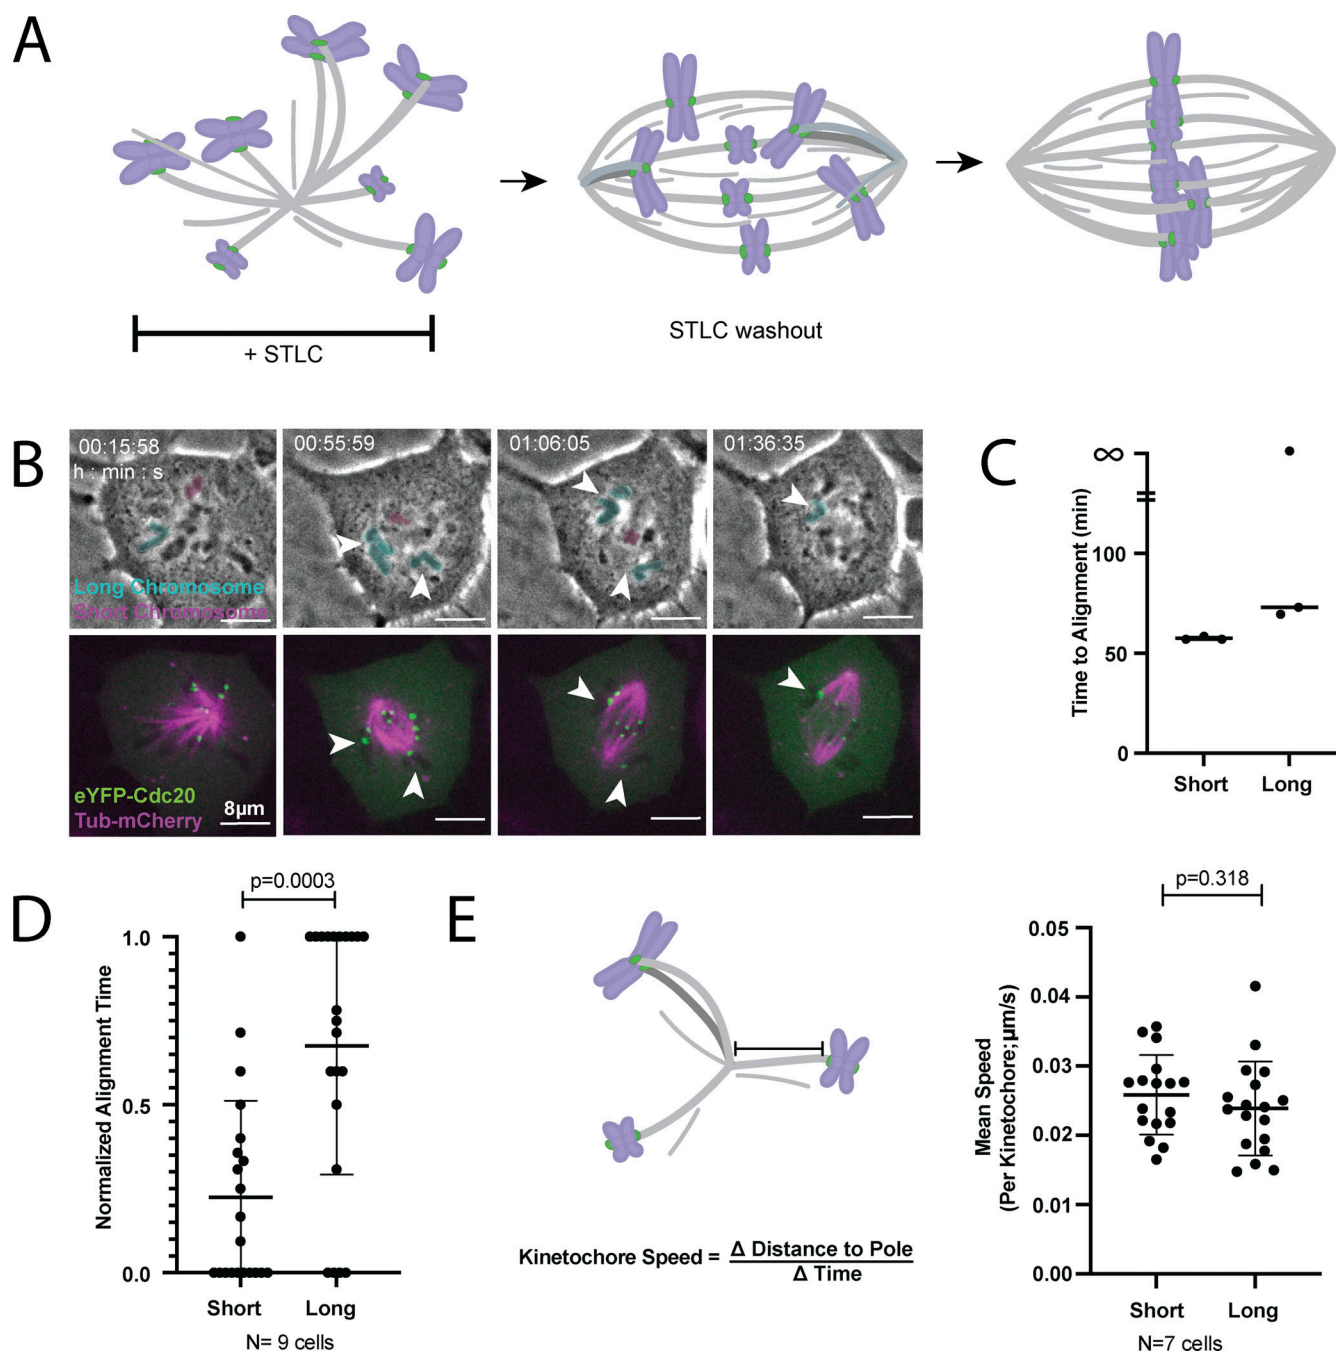 A
+ STLC
STLC washout
B
00:15:58
h : min : s
00:55:59
01:06:05
01:36:35
Long Chromosome
Short Chromosome
eYFP-Cdc20
Tub-mCherry
8μm
C
Time to Alignment (min)
∞
100
50
0
Short
Long
D
p=0.0003
Normalized Alignment Time
1.0
0.5
0.0
Short
Long
N= 9 cells
E
Kinetochore Speed = Δ Distance to Pole
Δ Time
p=0.318
Mean Speed
(Per Kinetochore;μm/s)
0.05
0.04
0.03
0.02
0.01
0.00
Short
Long
N=7 cells